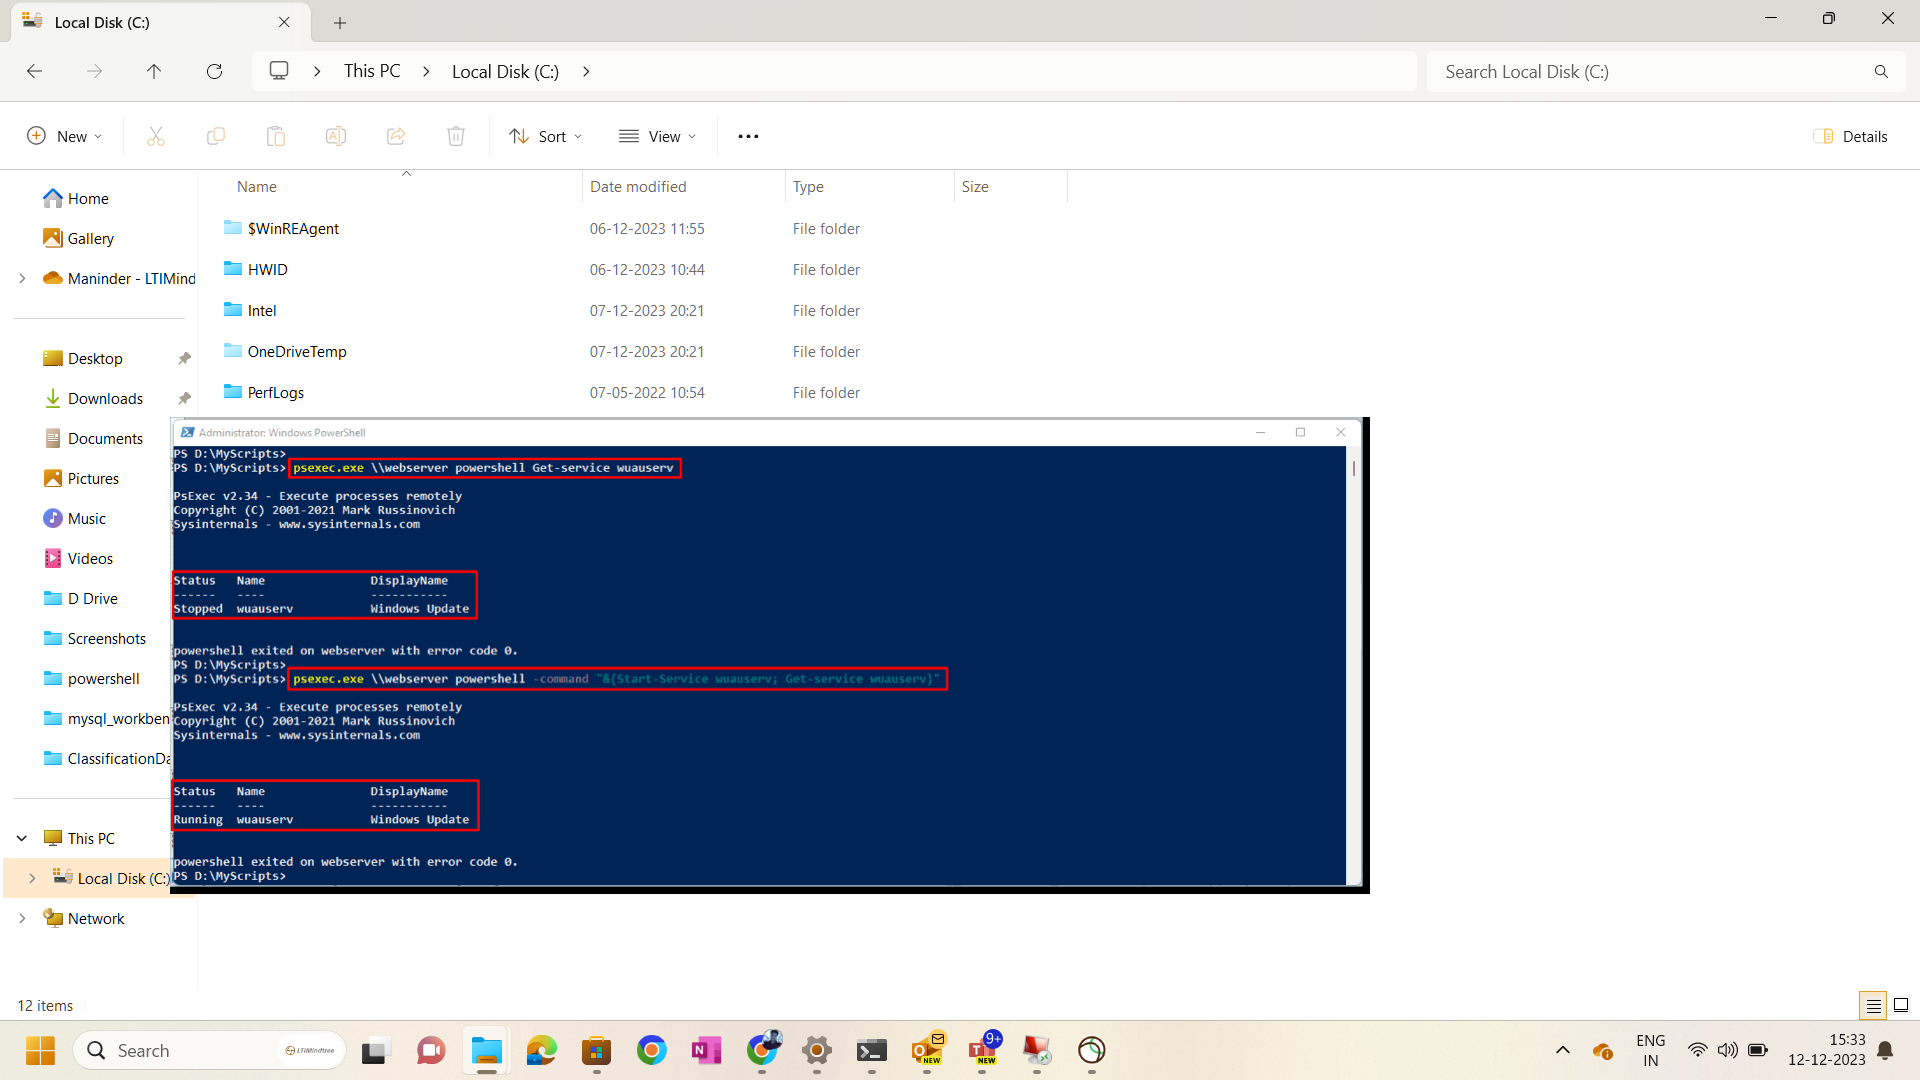 Local Disk (C:)
This PC
Local Disk (C:)
Search Local Disk (C:)
New
Sort
View
Details
Name Date modified Type Size
$WinREAgent 06-12-2023 11:55 File folder
HWID 06-12-2023 10:44 File folder
Intel 07-12-2023 20:21 File folder
OneDriveTemp 07-12-2023 20:21 File folder
PerfLogs 07-05-2022 10:54 File folder
Home
Gallery
Maninder - LTIMind
Desktop
Downloads
Documents
Pictures
Music
Videos
D Drive
Screenshots
powershell
mysql_workben
ClassificationDa
This PC
Local Disk (C:)
Network
Administrator: Windows PowerShell
PS D:\MyScripts>
PS D:\MyScripts> psexec.exe \\webserver powershell Get-service wuauserv
PsExec v2.34 - Execute processes remotely
Copyright (C) 2001-2021 Mark Russinovich
Sysinternals - www.sysinternals.com
Status Name DisplayName
------ ---- -----------
Stopped wuauserv Windows Update
powershell exited on webserver with error code 0.
PS D:\MyScripts>
PS D:\MyScripts> psexec.exe \\webserver powershell -command "&{Start-Service wuauserv; Get-service wuauserv}"
PsExec v2.34 - Execute processes remotely
Copyright (C) 2001-2021 Mark Russinovich
Sysinternals - www.sysinternals.com
Status Name DisplayName
------ ---- -----------
Running wuauserv Windows Update
powershell exited on webserver with error code 0.
PS D:\MyScripts>
12 items
Search
LTIMindtree
NEW
9+
NEW
ENG
IN
15:33
12-12-2023